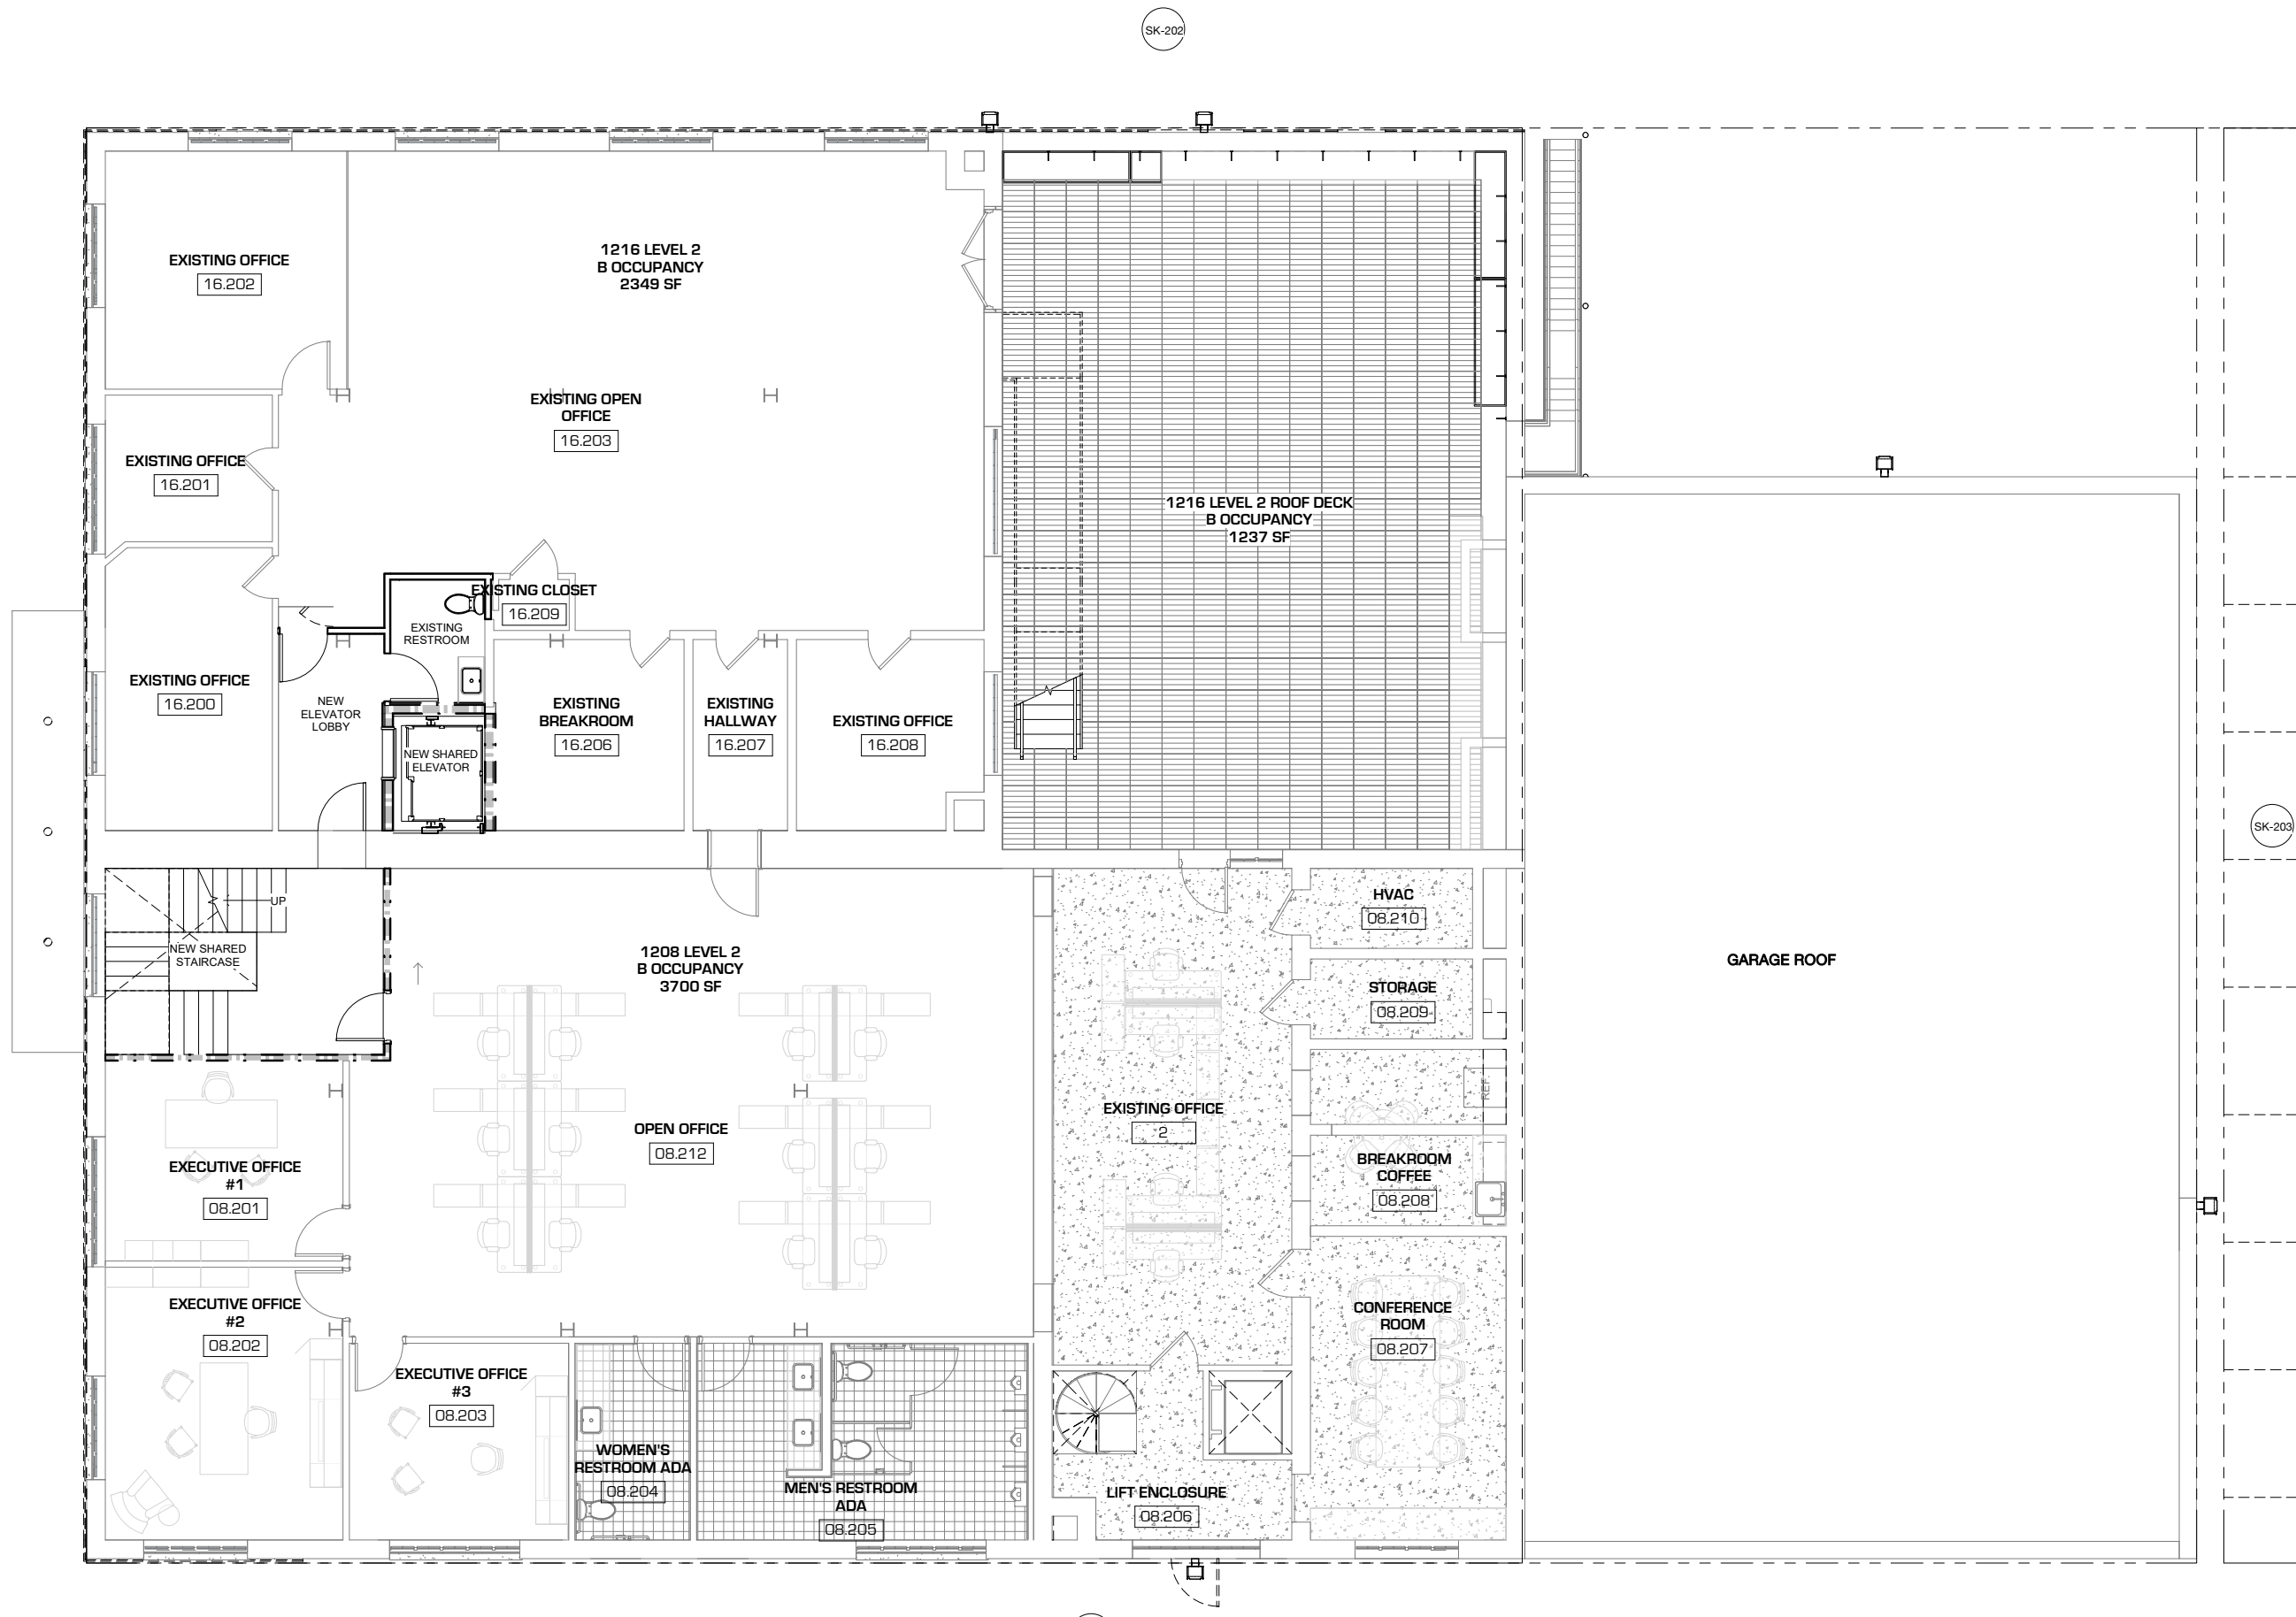 SK-202
EXISTING OFFICE
16.202
1216 LEVEL 2
B OCCUPANCY
2349 SF
EXISTING OPEN
OFFICE
16.203
EXISTING OFFICE
16.201
1216 LEVEL 2 ROOF DECK
B OCCUPANCY
1237 SF
EXISTING CLOSET
16.209
EXISTING
RESTROOM
EXISTING OFFICE
16.200
NEW
ELEVATOR
LOBBY
NEW SHARED
ELEVATOR
EXISTING
BREAKROOM
16.206
EXISTING
HALLWAY
16.207
EXISTING OFFICE
16.208
SK-203
UP
NEW SHARED
STAIRCASE
1208 LEVEL 2
B OCCUPANCY
3700 SF
HVAC
08.210
STORAGE
08.209
GARAGE ROOF
REF
EXISTING OFFICE
2
OPEN OFFICE
08.212
BREAKROOM
COFFEE
08.208
EXECUTIVE OFFICE
#1
08.201
EXECUTIVE OFFICE
#2
08.202
CONFERENCE
ROOM
08.207
EXECUTIVE OFFICE
#3
08.203
WOMEN'S
RESTROOM ADA
08.204
MEN'S RESTROOM
ADA
08.205
LIFT ENCLOSURE
08.206